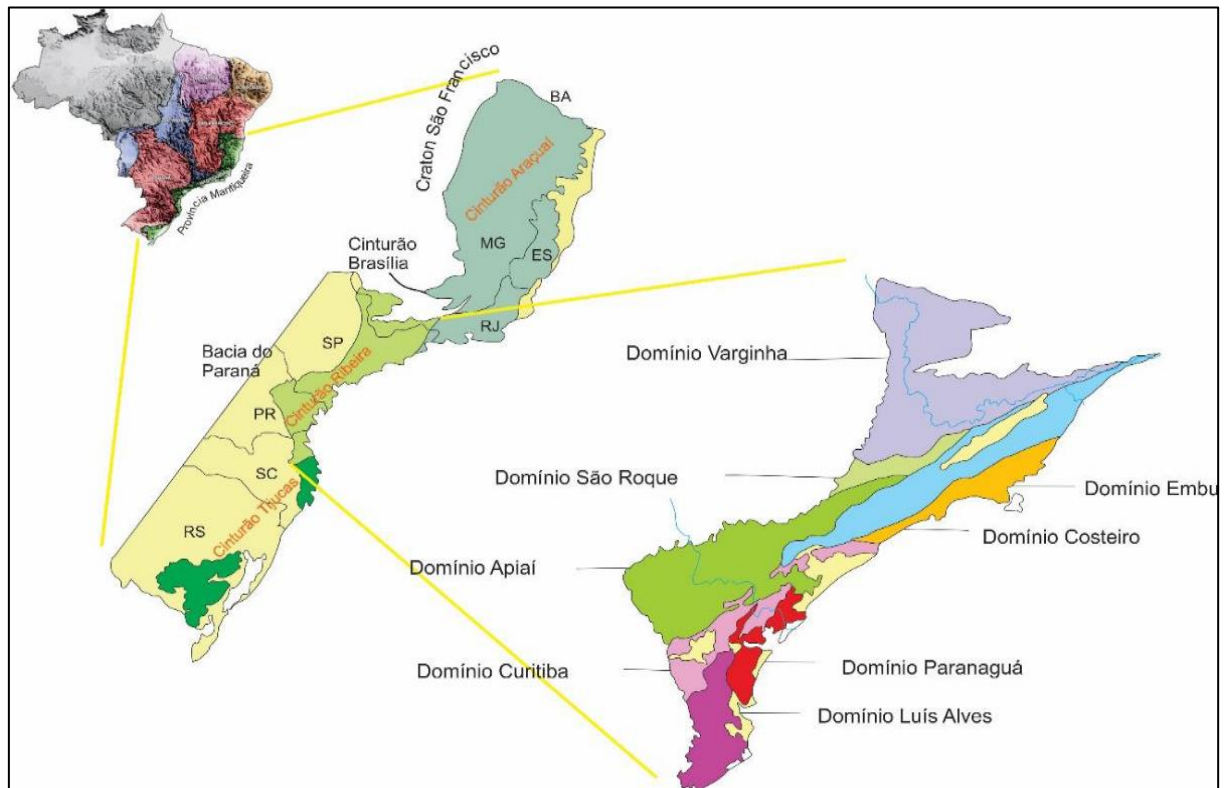 Província Mantiqueira
Craton São Francisco
BA
Cinturão Araçuaí
MG
ES
Cinturão
Brasília
RJ
SP
Bacia do
Paraná
Cinturão Ribeira
PR
SC
Cinturão Tijucas
RS
Domínio Varginha
Domínio São Roque
Domínio Embu
Domínio Costeiro
Domínio Apiaí
Domínio Curitiba
Domínio Paranaguá
Domínio Luís Alves